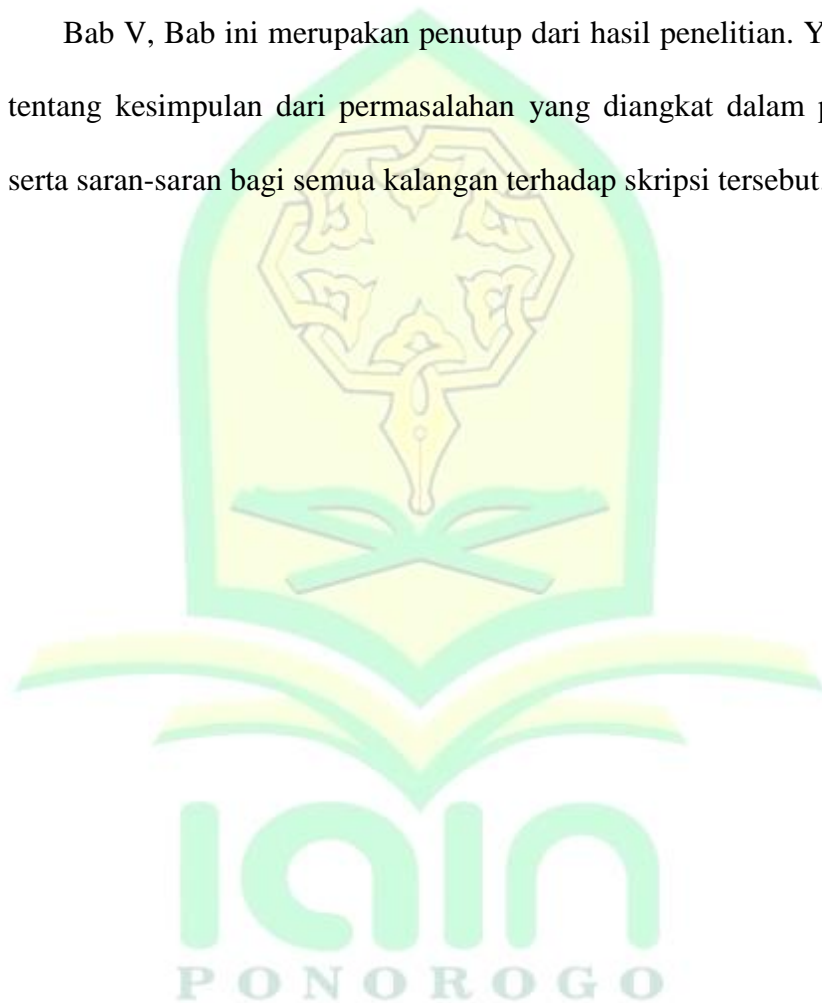 Bab V, Bab ini merupakan penutup dari hasil penelitian. Y
tentang kesimpulan dari permasalahan yang diangkat dalam p
serta saran-saran bagi semua kalangan terhadap skripsi tersebut.
iain
PONOROGO